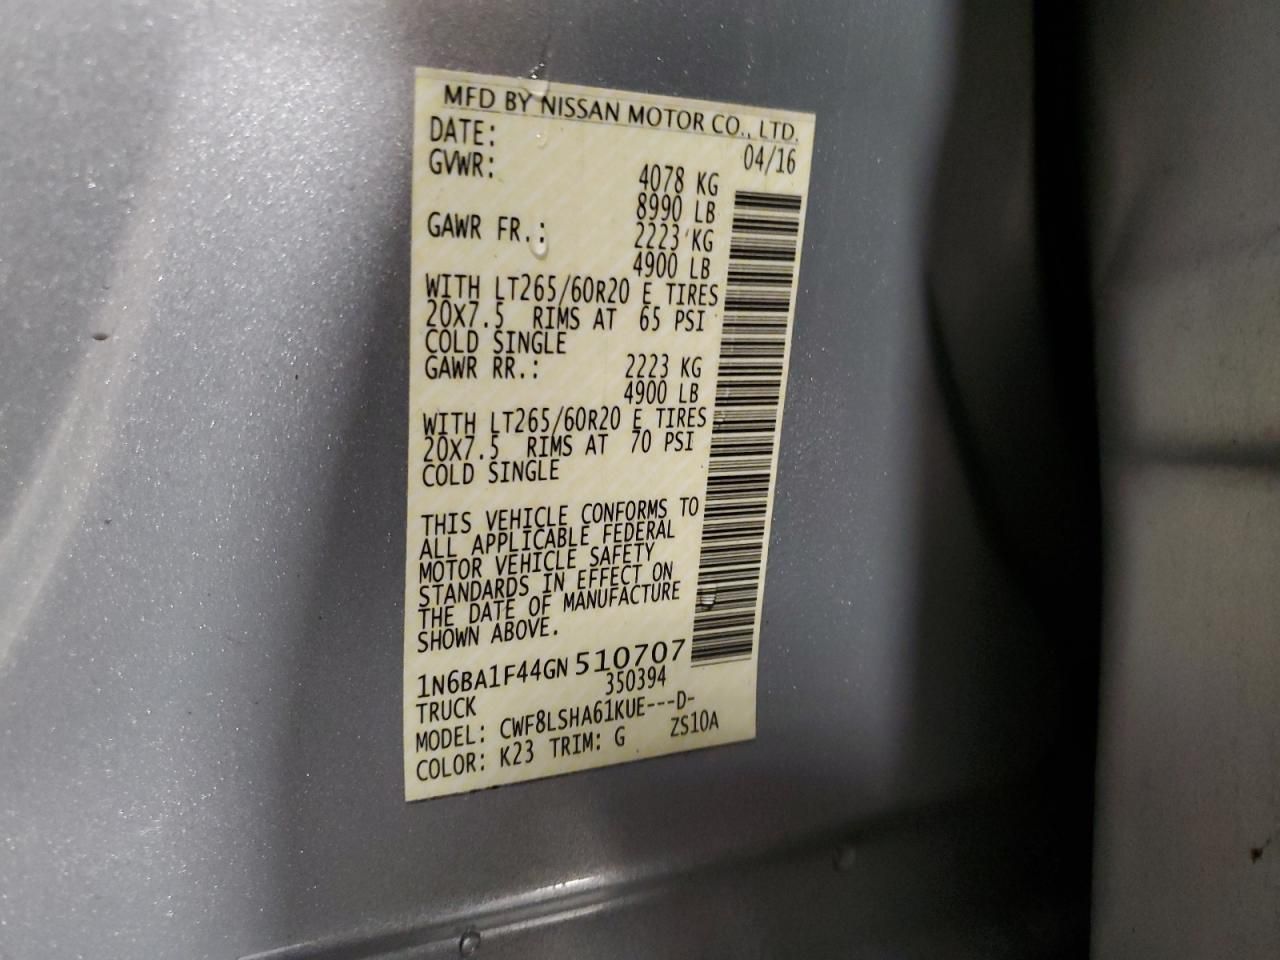 MFD BY NISSAN MOTOR CO., LTD.
DATE: 04/16
GVWR: 4078 KG
8990 LB
GAWR FR.: 2223 KG
4900 LB
WITH LT265/60R20 E TIRES
20X7.5 RIMS AT 65 PSI
COLD SINGLE
GAWR RR.: 2223 KG
4900 LB
WITH LT265/60R20 E TIRES
20X7.5 RIMS AT 70 PSI
COLD SINGLE
THIS VEHICLE CONFORMS TO
ALL APPLICABLE FEDERAL
MOTOR VEHICLE SAFETY
STANDARDS IN EFFECT ON
THE DATE OF MANUFACTURE
SHOWN ABOVE.
1N6BA1F44GN510707
TRUCK 350394
MODEL: CWF8LSHA61KUE---D-
COLOR: K23 TRIM: G ZS10A